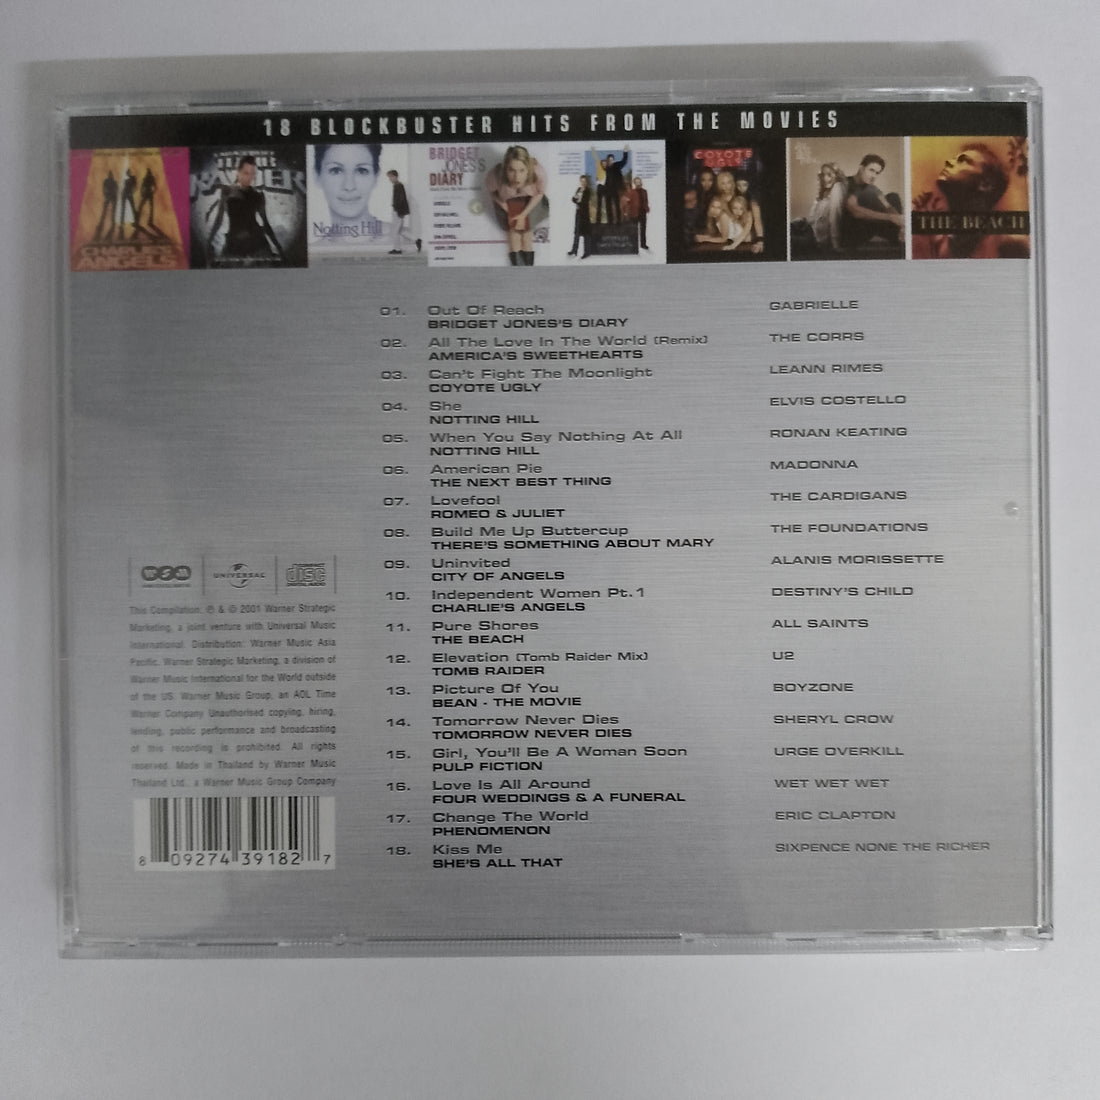 18 BLOCKBUSTER HITS FROM THE MOVIES
CHARLIE'S ANGELS
TOMB RAIDER
Notting Hill
BRIDGET JONES'S DIARY
COYOTE UGLY
THE BEACH
01. Out Of Reach GABRIELLE
BRIDGET JONES'S DIARY
02. All The Love In The World (Remix) THE CORRS
AMERICA'S SWEETHEARTS
03. Can't Fight The Moonlight LEANN RIMES
COYOTE UGLY
04. She ELVIS COSTELLO
NOTTING HILL
05. When You Say Nothing At All RONAN KEATING
NOTTING HILL
06. American Pie MADONNA
THE NEXT BEST THING
07. Lovefool THE CARDIGANS
ROMEO & JULIET
08. Build Me Up Buttercup THE FOUNDATIONS
THERE'S SOMETHING ABOUT MARY
09. Uninvited ALANIS MORISSETTE
CITY OF ANGELS
10. Independent Women Pt.1 DESTINY'S CHILD
CHARLIE'S ANGELS
11. Pure Shores ALL SAINTS
THE BEACH
12. Elevation (Tomb Raider Mix) U2
TOMB RAIDER
13. Picture Of You BOYZONE
BEAN - THE MOVIE
14. Tomorrow Never Dies SHERYL CROW
TOMORROW NEVER DIES
15. Girl, You'll Be A Woman Soon URGE OVERKILL
PULP FICTION
16. Love Is All Around WET WET WET
FOUR WEDDINGS & A FUNERAL
17. Change The World ERIC CLAPTON
PHENOMENON
18. Kiss Me SIXPENCE NONE THE RICHER
SHE'S ALL THAT
WSM UNIVERSAL COMPACT disc DIGITAL AUDIO
This Compilation, ℗ & © 2001 Warner Strategic
Marketing, a joint venture with Universal Music
International. Distribution: Warner Music Asia
Pacific. Warner Strategic Marketing, a division of
Warner Music International for the World outside
of the US. Warner Music Group, an AOL Time
Warner Company Unauthorised copying, hiring,
lending, public performance and broadcasting
of this recording is prohibited. All rights
reserved. Made in Thailand by Warner Music
Thailand Ltd., a Warner Music Group Company
8 09274 39182 7